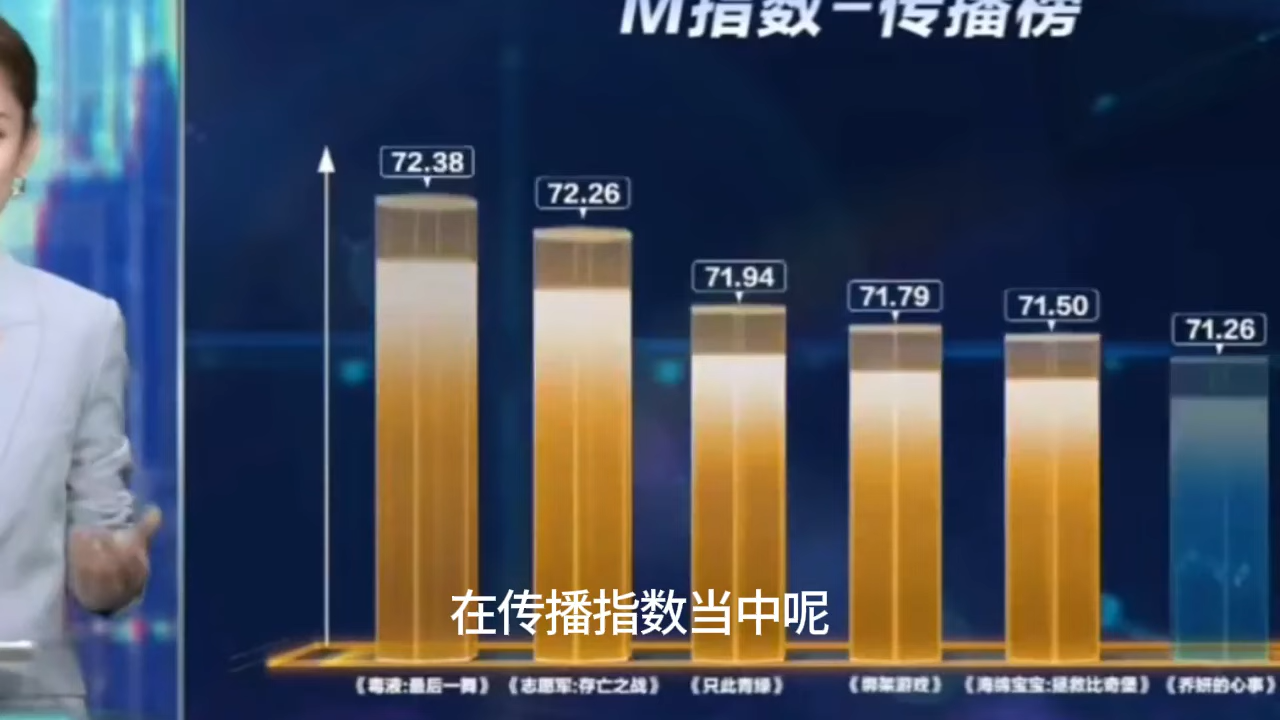 M指数-传播榜
72.38
72.26
71.94
71.79
71.50
71.26
在传播指数当中呢
《毒液:最后一舞》
《志愿军:存亡之战》
《只此青绿》
《绑架游戏》
《海绵宝宝:拯救比奇堡》
《乔妍的心事》